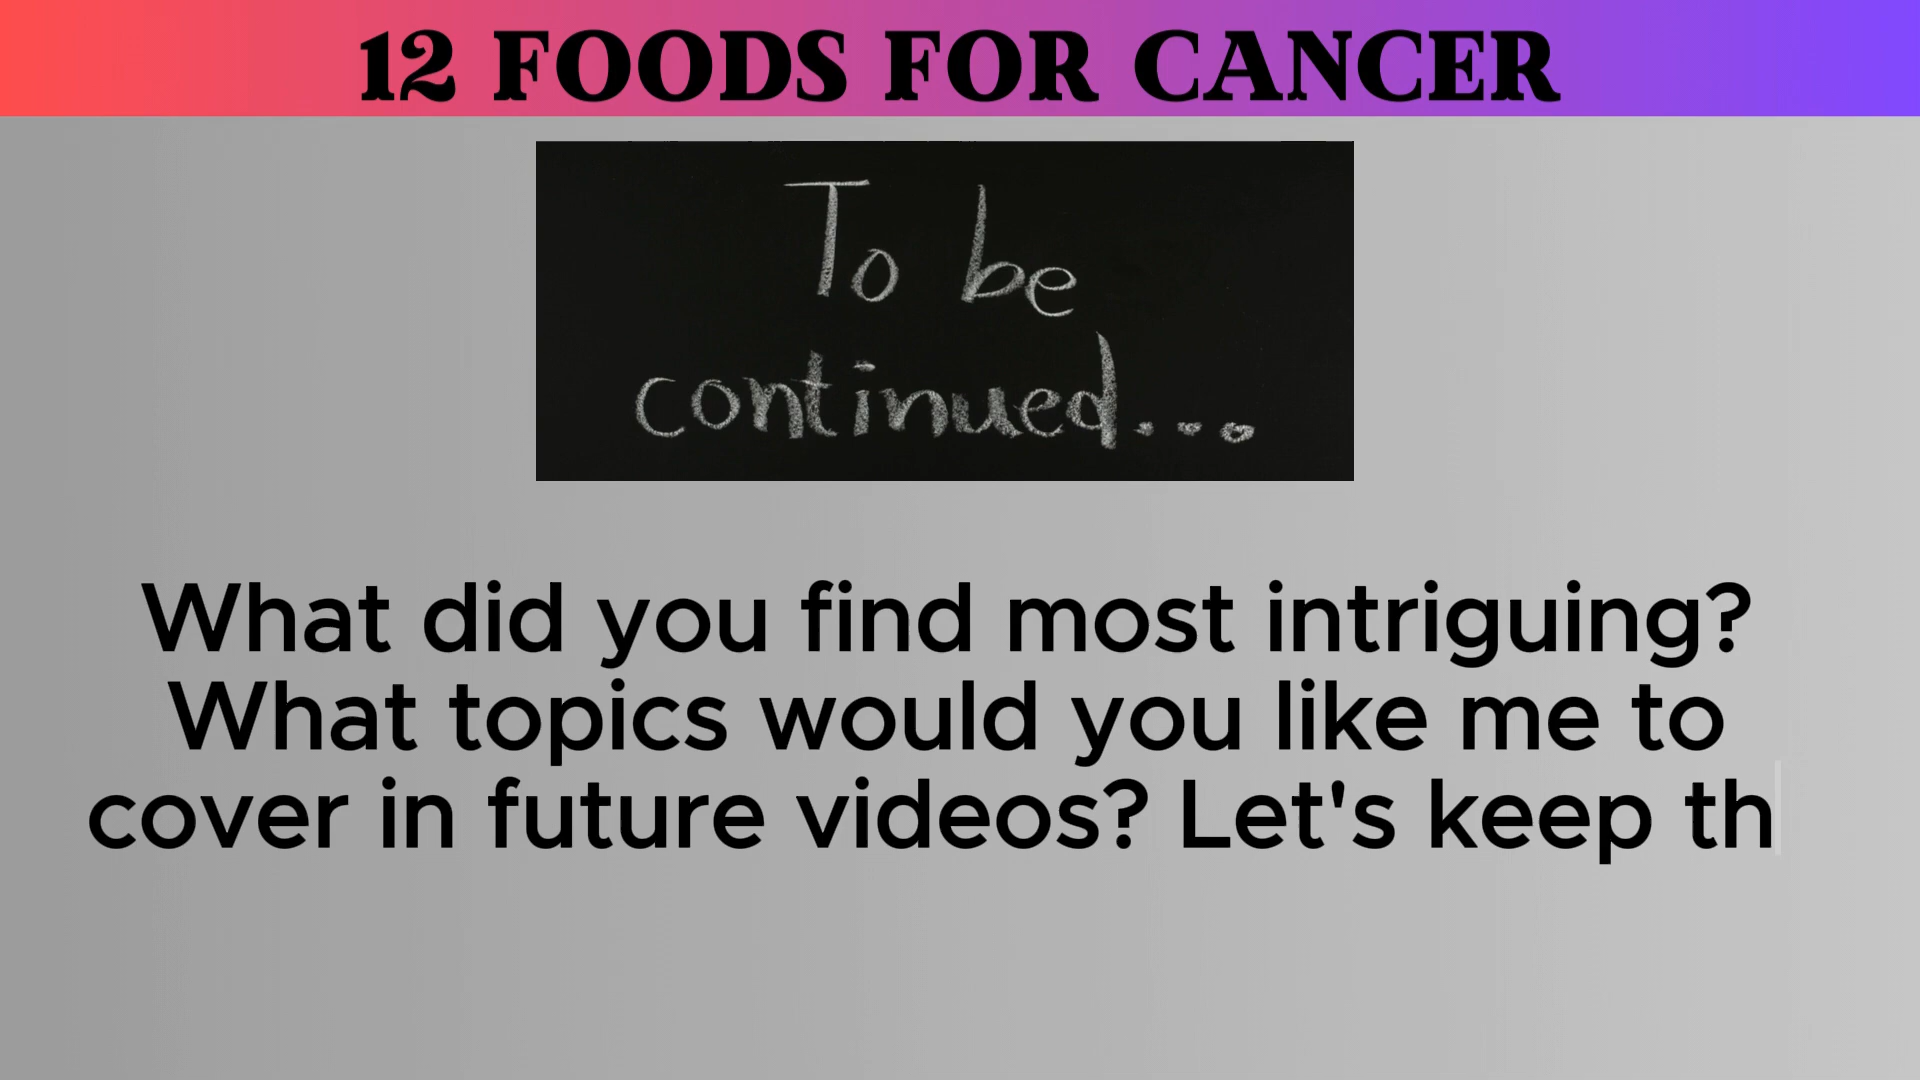 12 FOODS FOR CANCER
To be
continued...
What did you find most intriguing?
What topics would you like me to
cover in future videos? Let's keep th